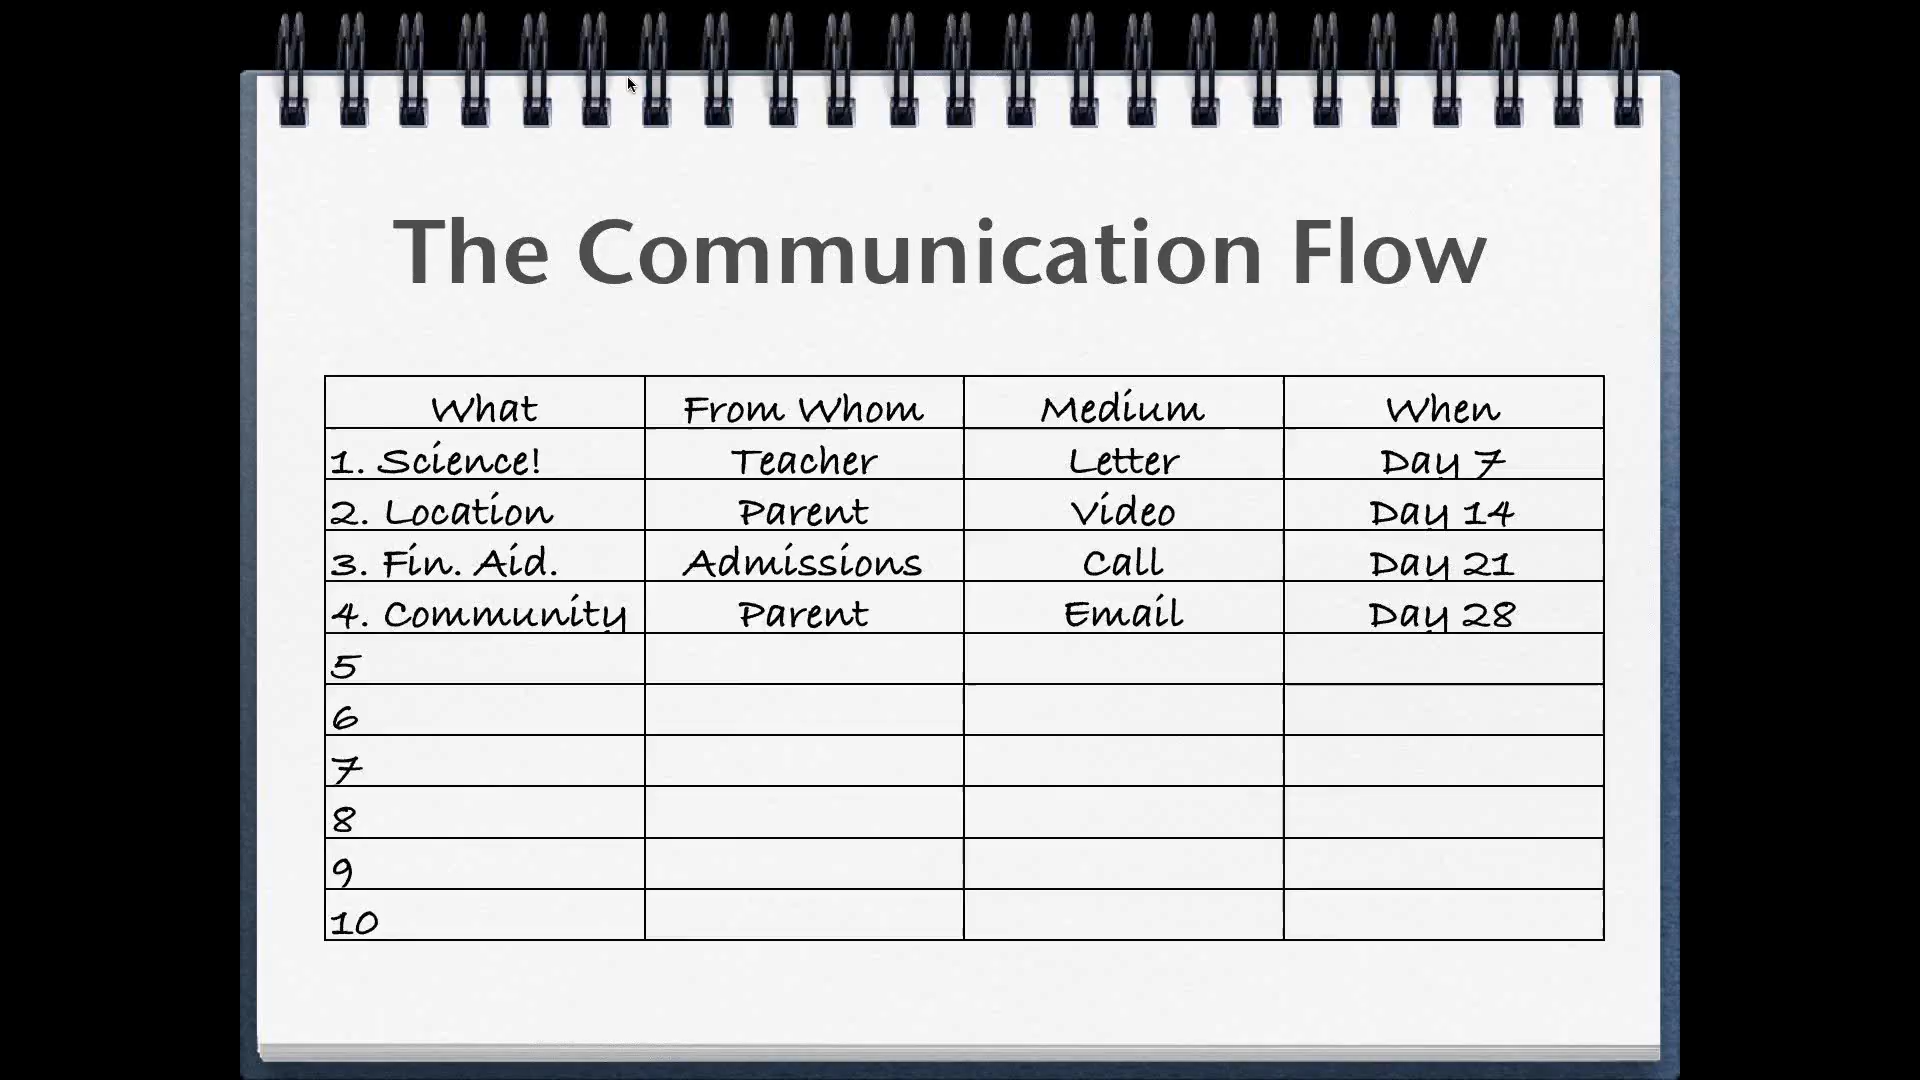 The Communication Flow
What From Whom Medium When
1. Science! Teacher Letter Day 7
2. Location Parent Video Day 14
3. Fin. Aid. Admissions Call Day 21
4. Community Parent Email Day 28
5
6
7
8
9
10